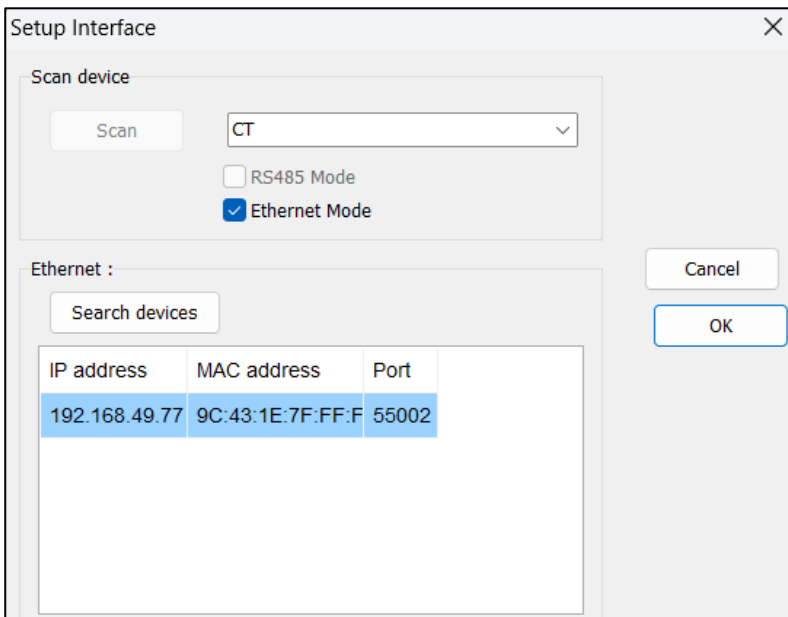 Setup Interface
Scan device
Scan
CT
RS485 Mode
Ethernet Mode
Ethernet :
Search devices
Cancel
OK
IP address MAC address Port
192.168.49.77 9C:43:1E:7F:FF:F 55002